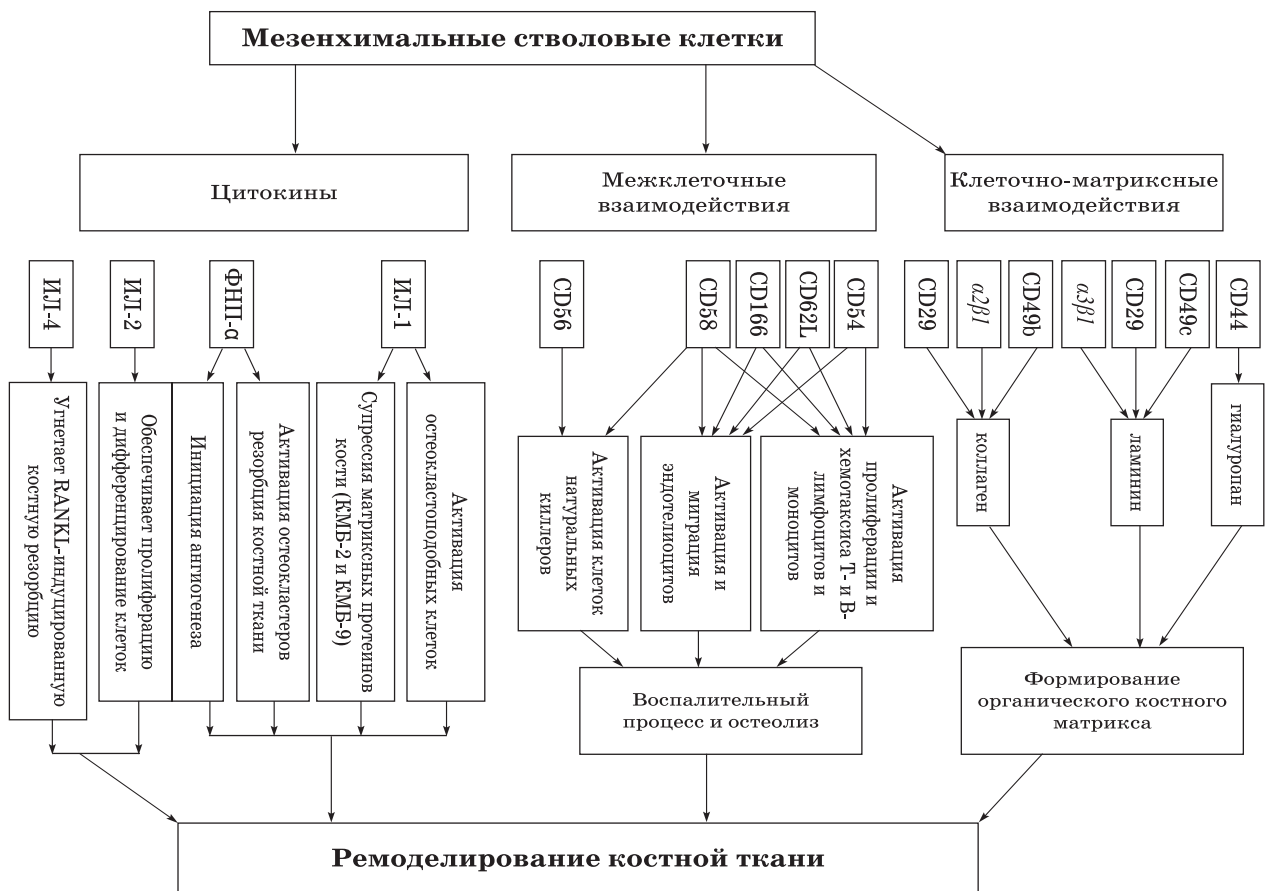 Мезенхимальные стволовые клетки
Цитокины
Межклеточные
взаимодействия
Клеточно-матриксные
взаимодействия
ИЛ-4
ИЛ-2
ФНП-α
ИЛ-1
CD56
CD58
CD166
CD62L
CD54
CD29
α2β1
CD49b
α3β1
CD29
CD49c
CD44
Угнетает RANKL-индуцированную
костную резорбцию
Обеспечивает пролиферацию
и дифференцирование клеток
Инициация ангиогенеза
Активация остеокластеров
резорбция костной ткани
Супрессия матриксных протеинов
кости (КМБ-2 и КМБ-9)
Активация
остеокластоподобных клеток
Активация клеток
натуральных
киллеров
Активация и
миграция
эндотелиоцитов
Активация
пролиферации и
хемотаксиса Т- и В-
лимфоцитов и
моноцитов
коллаген
ламинин
гиалуропан
Воспалительный
процесс и остеолиз
Формирование
органического костного
матрикса
Ремоделирование костной ткани